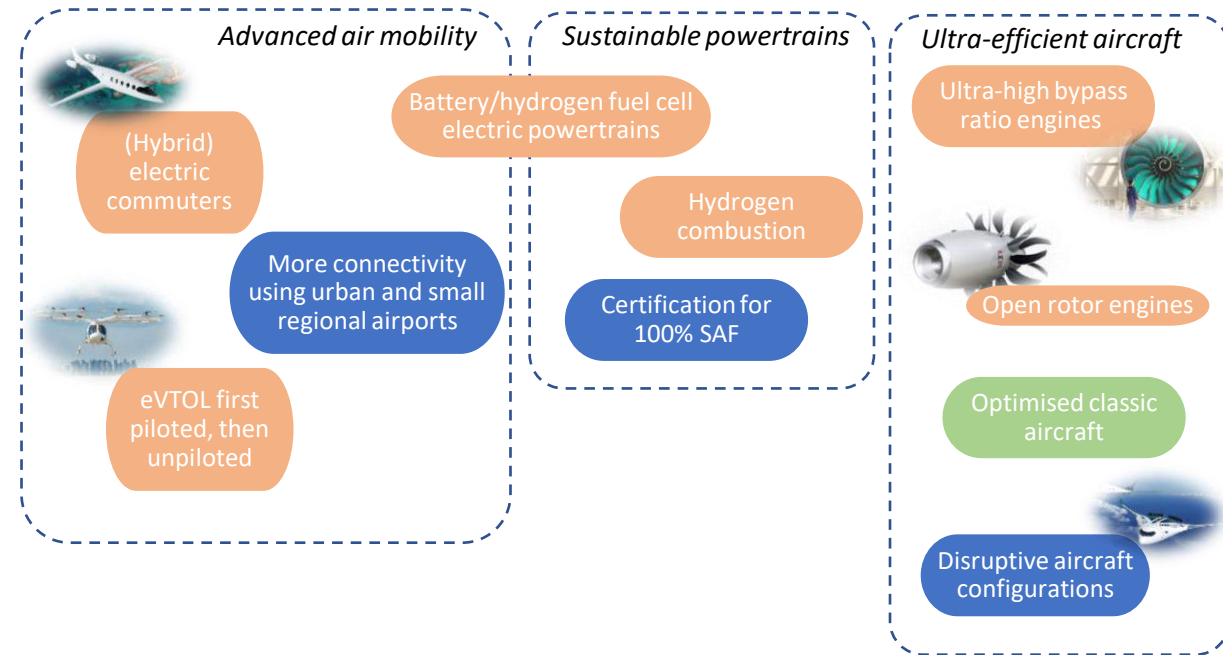 Advanced air mobility
(Hybrid)
electric
commuters
More connectivity
using urban and small
regional airports
eVTOL first
piloted, then
unpiloted
Battery/hydrogen fuel cell
electric powertrains
Sustainable powertrains
Hydrogen
combustion
Certification for
100% SAF
Ultra-efficient aircraft
Ultra-high bypass
ratio engines
Open rotor engines
Optimised classic
aircraft
Disruptive aircraft
configurations